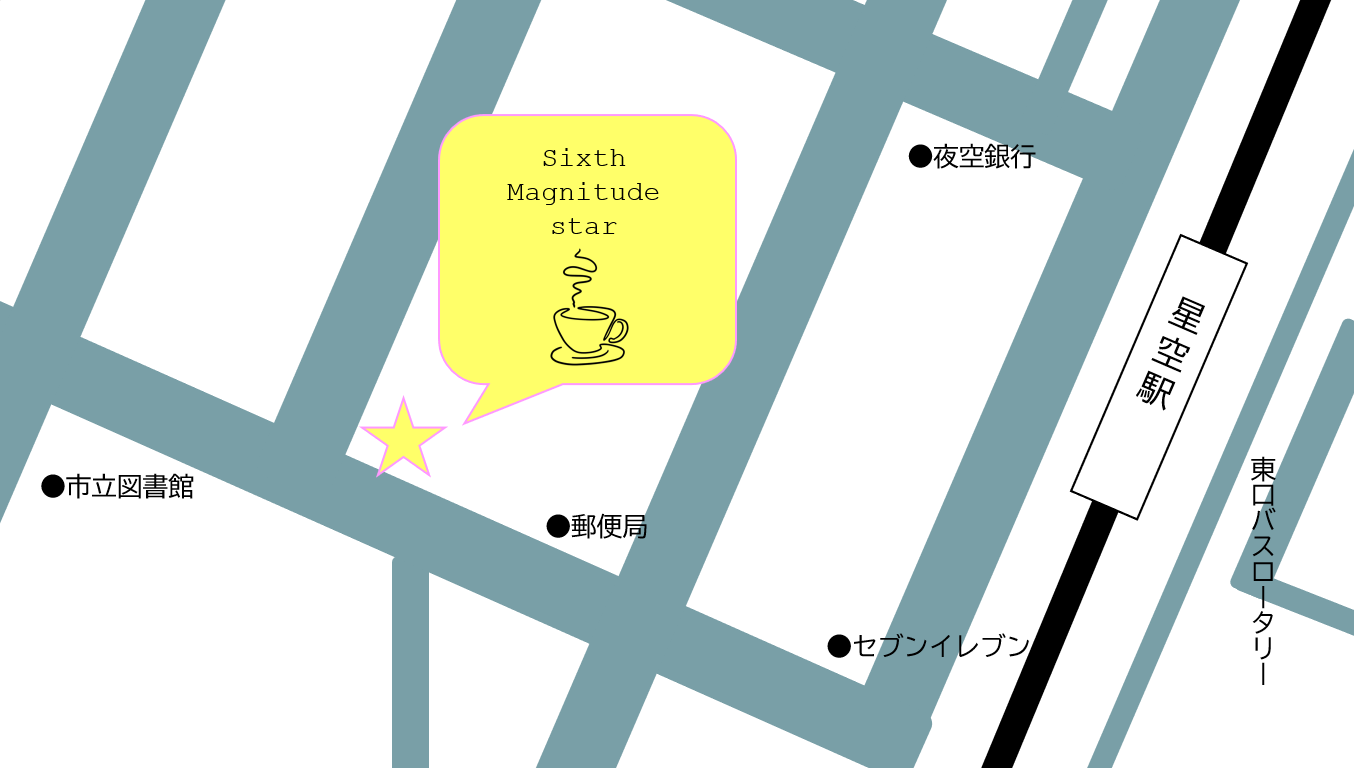 Sixth
Magnitude
star
●夜空銀行
星空駅
●市立図書館
●郵便局
東口バスロータリー
●セブンイレブン